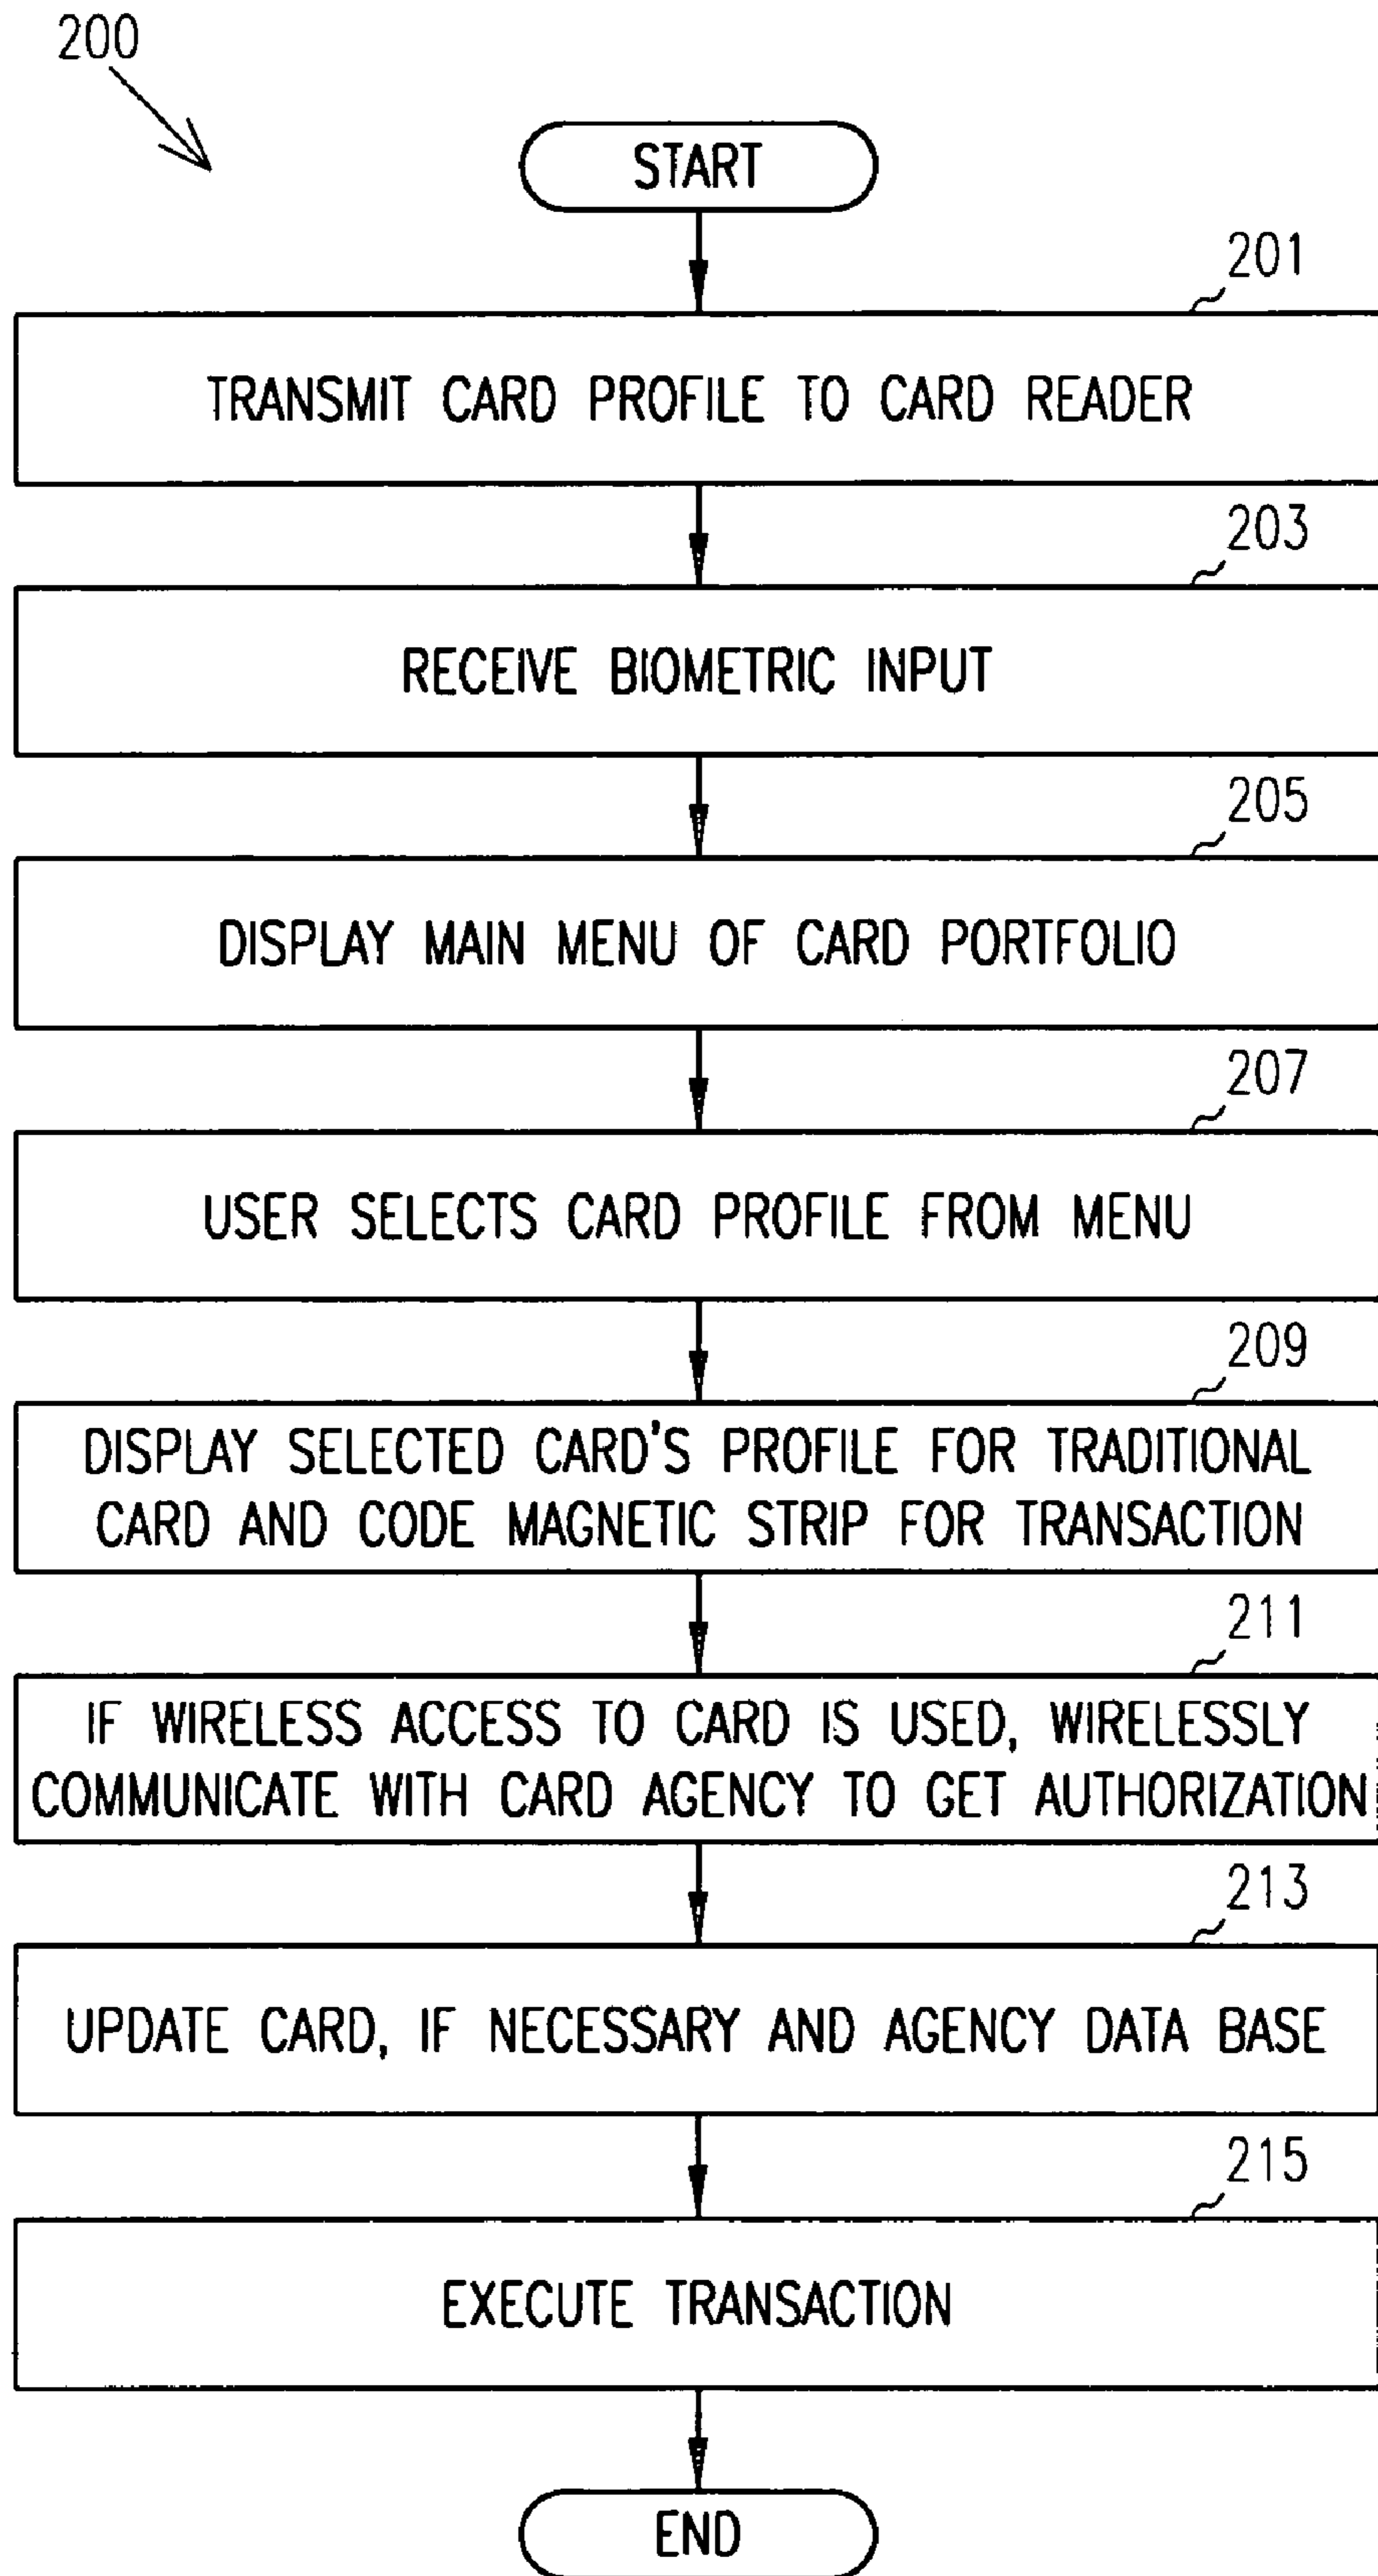 200
START
201
TRANSMIT CARD PROFILE TO CARD READER
203
RECEIVE BIOMETRIC INPUT
205
DISPLAY MAIN MENU OF CARD PORTFOLIO
207
USER SELECTS CARD PROFILE FROM MENU
209
DISPLAY SELECTED CARD'S PROFILE FOR TRADITIONAL
CARD AND CODE MAGNETIC STRIP FOR TRANSACTION
211
IF WIRELESS ACCESS TO CARD IS USED, WIRELESSLY
COMMUNICATE WITH CARD AGENCY TO GET AUTHORIZATION
213
UPDATE CARD, IF NECESSARY AND AGENCY DATA BASE
215
EXECUTE TRANSACTION
END